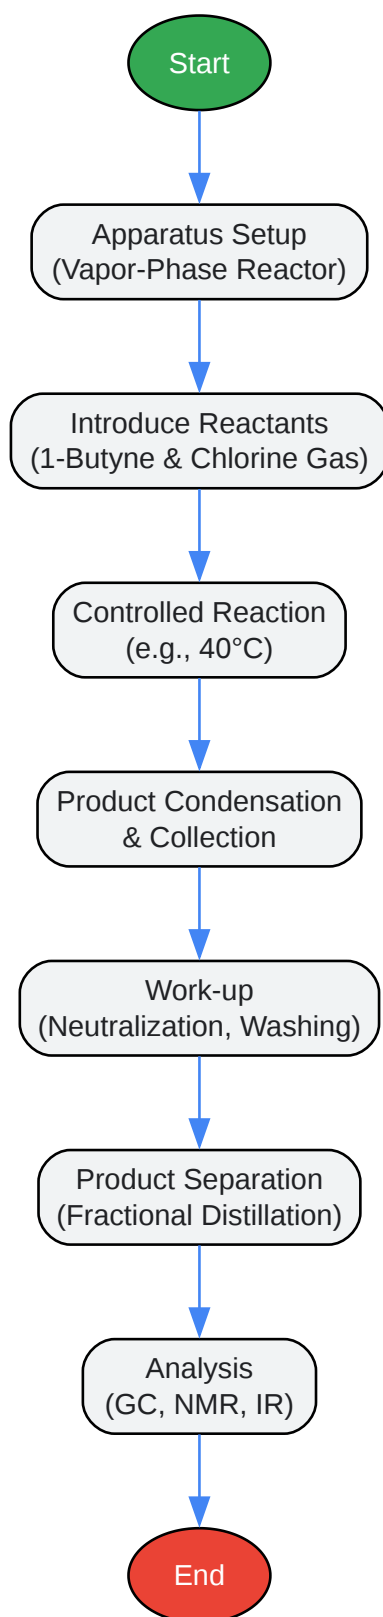 Start
Apparatus Setup
(Vapor-Phase Reactor)
Introduce Reactants
(1-Butyne & Chlorine Gas)
Controlled Reaction
(e.g., 40°C)
Product Condensation
& Collection
Work-up
(Neutralization, Washing)
Product Separation
(Fractional Distillation)
Analysis
(GC, NMR, IR)
End